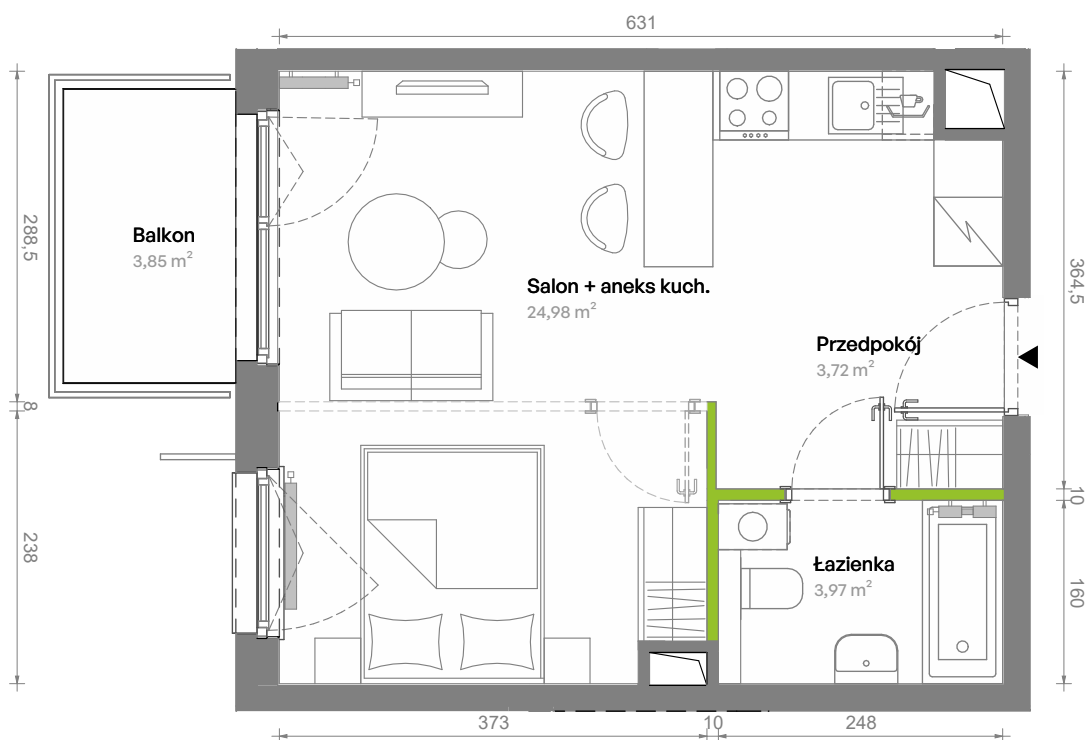 631
Balkon
3,85 m²
288,5
Salon + aneks kuch.
24,98 m²
364,5
Przedpokój
3,72 m²
8
10
238
Łazienka
3,97 m²
160
373
10
248